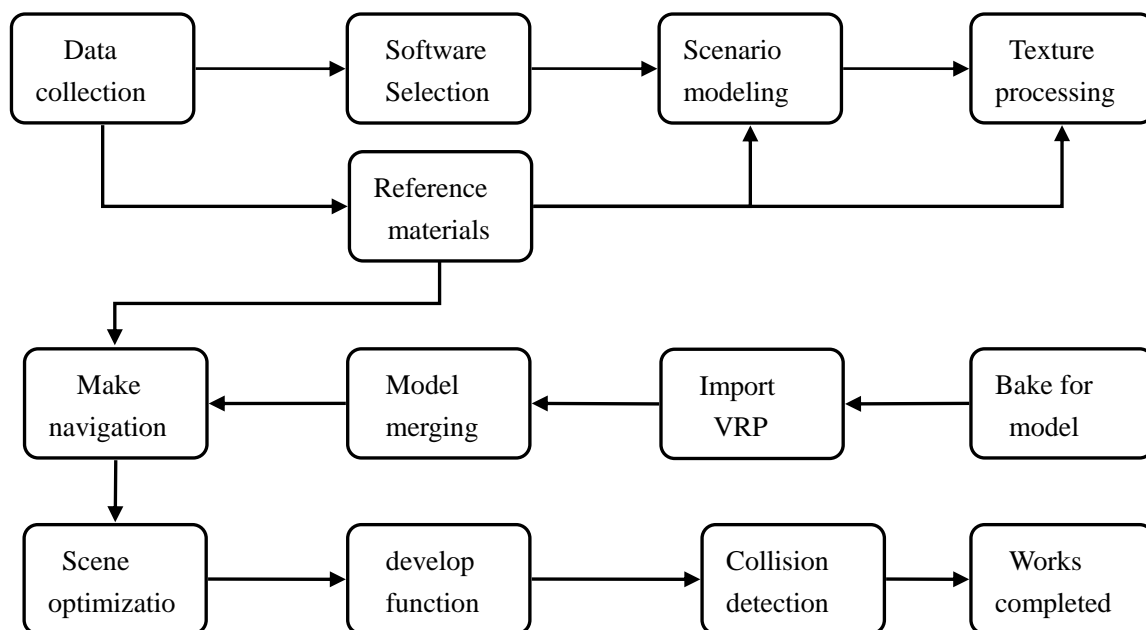 Data
collection
Software
Selection
Scenario
modeling
Texture
processing
Reference
materials
Make
navigation
Model
merging
Import
VRP
Bake for
model
Scene
optimizatio
develop
function
Collision
detection
Works
completed